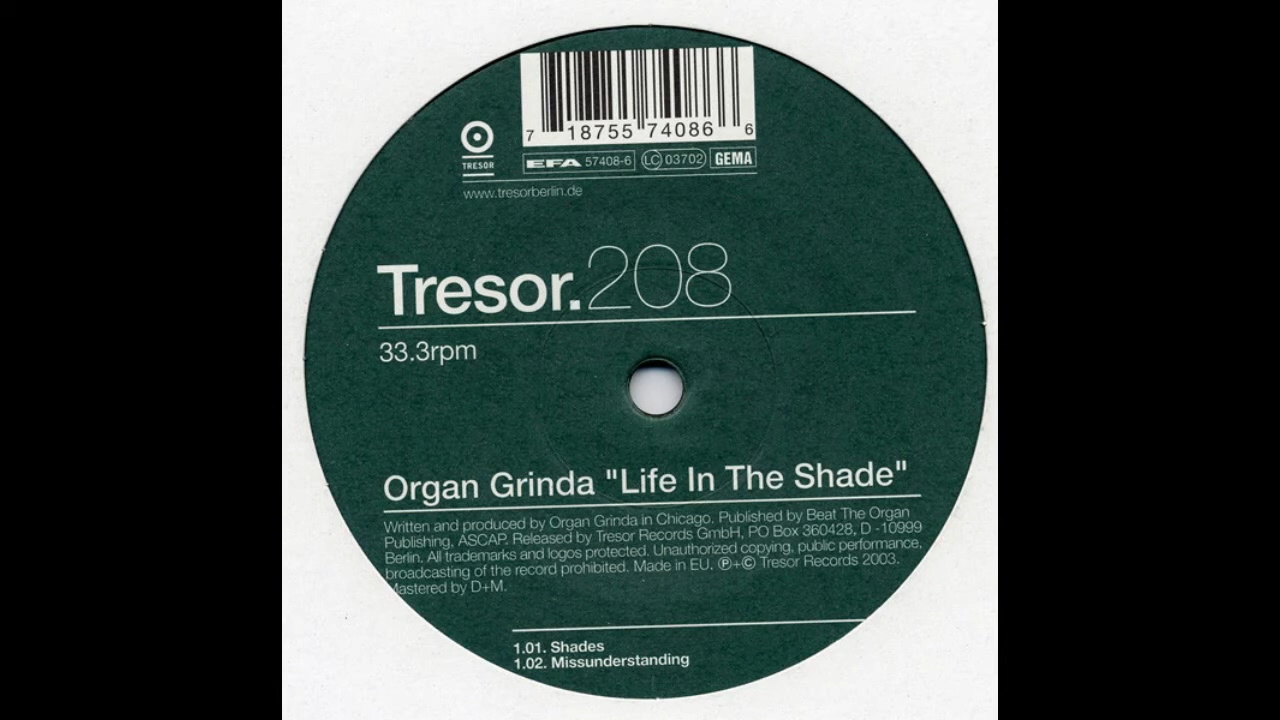 7 18755 74086 6
TRESOR
EFA 57408-6 LC 03702 GEMA
www.tresorberlin.de
Tresor.208
33.3rpm
Organ Grinda "Life In The Shade"
Written and produced by Organ Grinda in Chicago. Published by Beat The Organ
Publishing, ASCAP. Released by Tresor Records GmbH, PO Box 360428, D -10999
Berlin. All trademarks and logos protected. Unauthorized copying, public performance,
broadcasting of the record prohibited. Made in EU. ℗+© Tresor Records 2003.
Mastered by D+M.
1.01. Shades
1.02. Missunderstanding